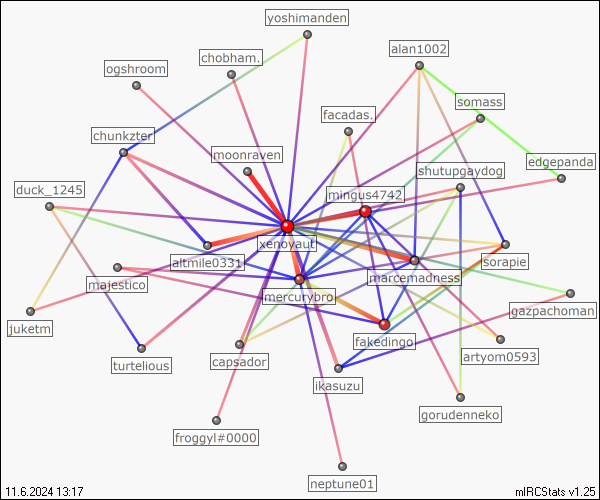 yoshimanden
alan1002
chobham.
ogshroom
somass
facadas.
chunkzter
moonraven
edgepanda
shutupgaydog
duck_1245
mingus4742
xenovaut
altmile0331
sorapie
marcemadness
majestico
mercurybro
gazpachoman
juketm
fakedingo
artyom0593
turtelious
capsador
ikasuzu
gorudenneko
froggyl#0000
neptune01
11.6.2024 13:17
mIRCStats v1.25